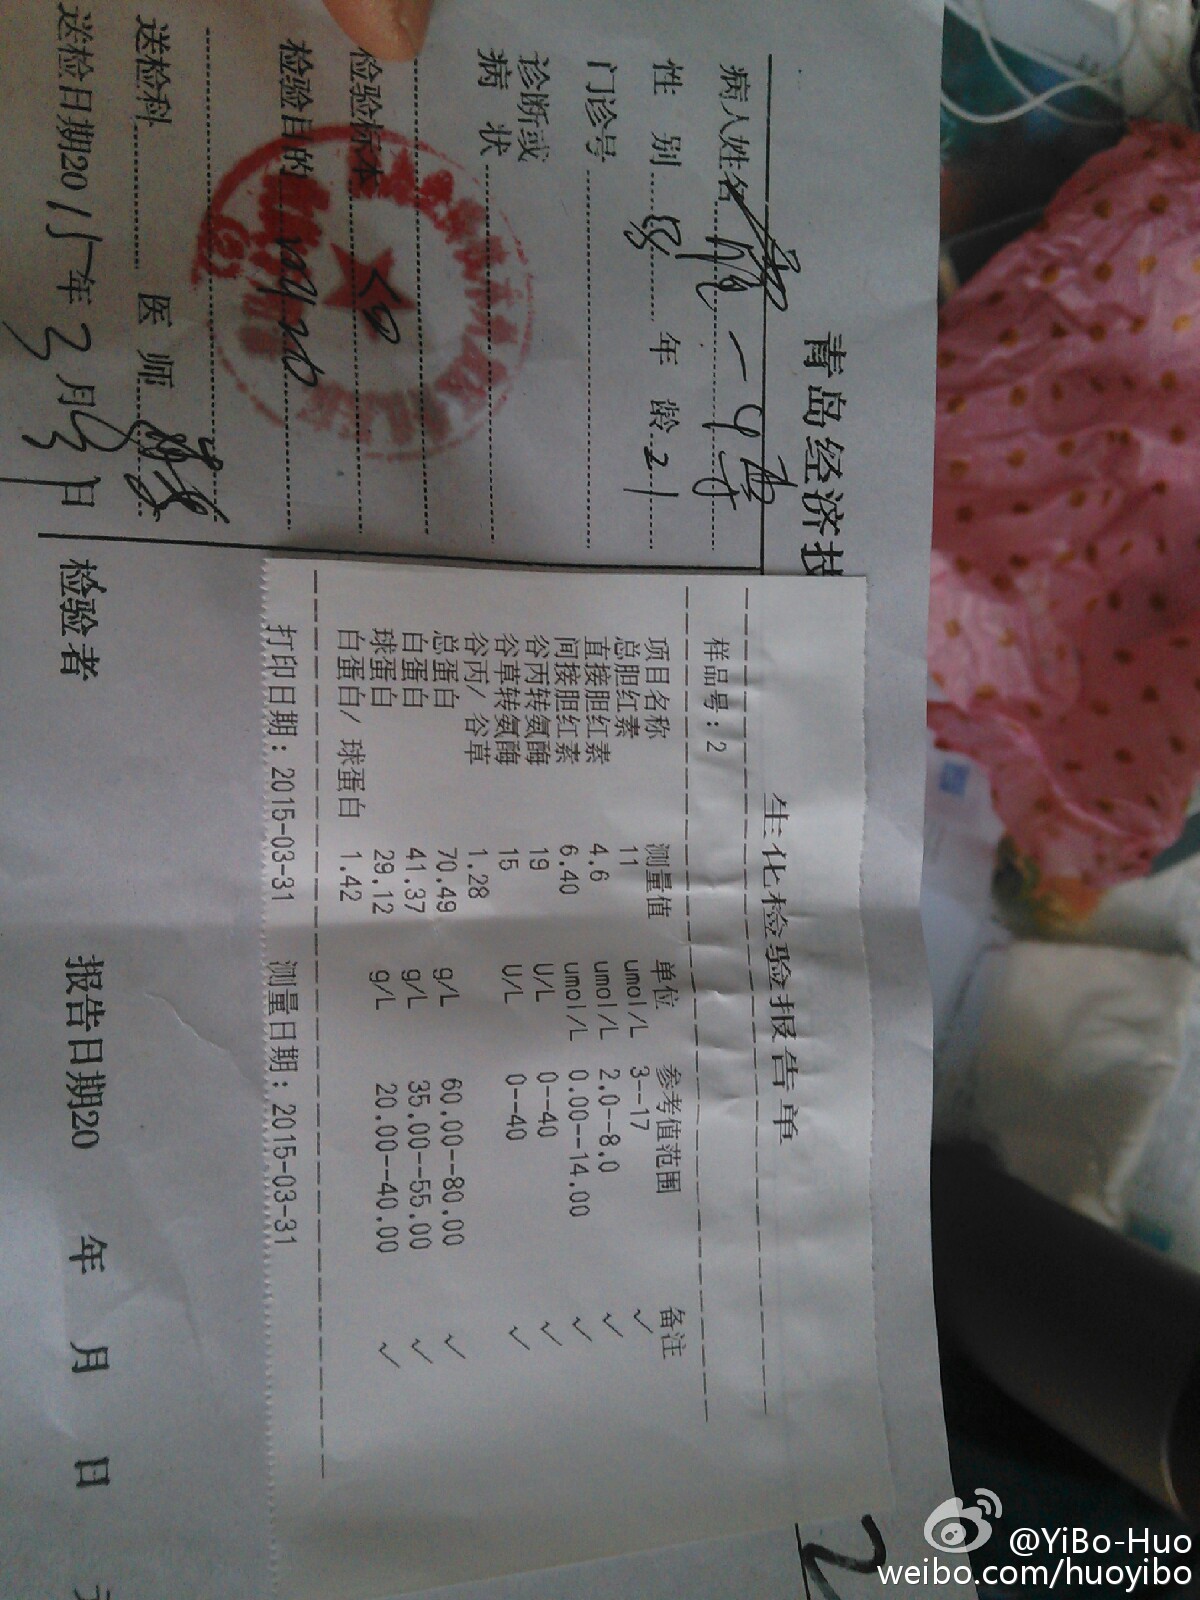 青岛经济技
病人姓名
性 别 男 年 龄 21
门诊号
诊断或
病 状
检验标本
检验目的
送检科 医 师
送检日期2015年3月31日
生化检验报告单
样品号：2
项目名称 测量值 单位 参考值范围 备注
总胆红素 11 umol/L 3--17 ✓
直接胆红素 4.6 umol/L 2.0--8.0 ✓
间接胆红素 6.40 umol/L 0.00--14.00 ✓
谷丙转氨酶 19 U/L 0--40 ✓
谷草转氨酶 15 U/L 0--40 ✓
谷丙/ 谷草 1.28
总蛋白 70.49 g/L 60.00--80.00 ✓
白蛋白 41.37 g/L 35.00--55.00 ✓
球蛋白 29.12 g/L 20.00--40.00 ✓
白蛋白/ 球蛋白 1.42
打印日期：2015-03-31 测量日期：2015-03-31
检验者 报告日期20 年 月 日
2
@YiBo-Huo
weibo.com/huoyibo